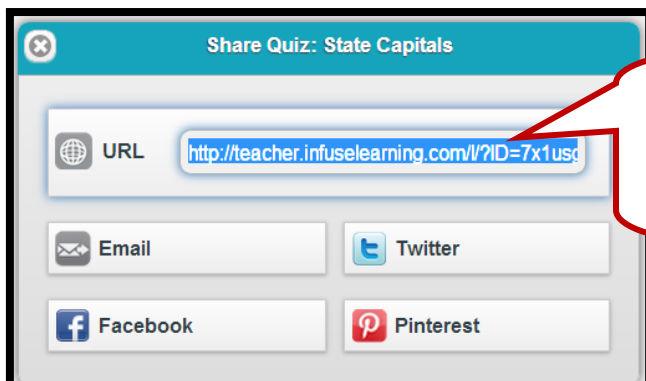 Share Quiz: State Capitals
URL http://teacher.infuselearning.com/l/?ID=7x1us
Email Twitter
Facebook Pinterest